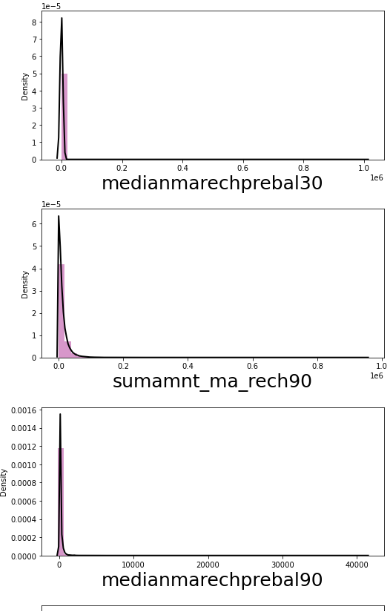 1e−5
8
7
6
5
4
3
2
1
0
Density
0.0 0.2 0.4 0.6 0.8 1.0
1e6
medianmarechprebal30
1e−5
6
5
4
3
2
1
0
Density
0.0 0.2 0.4 0.6 0.8 1.0
1e6
sumamnt_ma_rech90
0.0016
0.0014
0.0012
0.0010
0.0008
0.0006
0.0004
0.0002
0.0000
Density
0 10000 20000 30000 40000
medianmarechprebal90